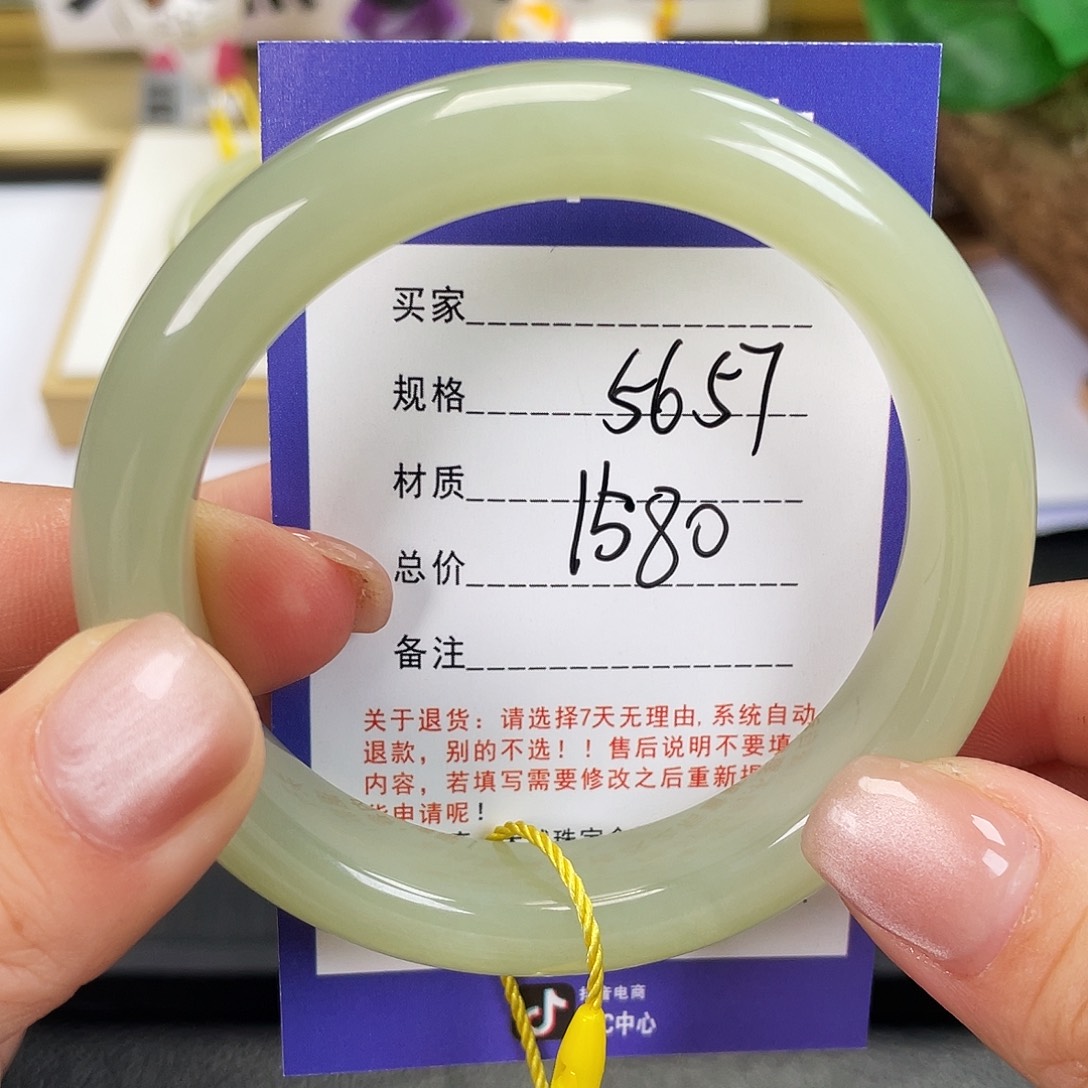 买家
规格 5657
材质
总价 1580
备注
关于退货：请选择7天无理由,系统自动
退款，别的不选！！售后说明不要填
内容，若填写需要修改之后重新
申请呢！
珠宝
音电商
C中心